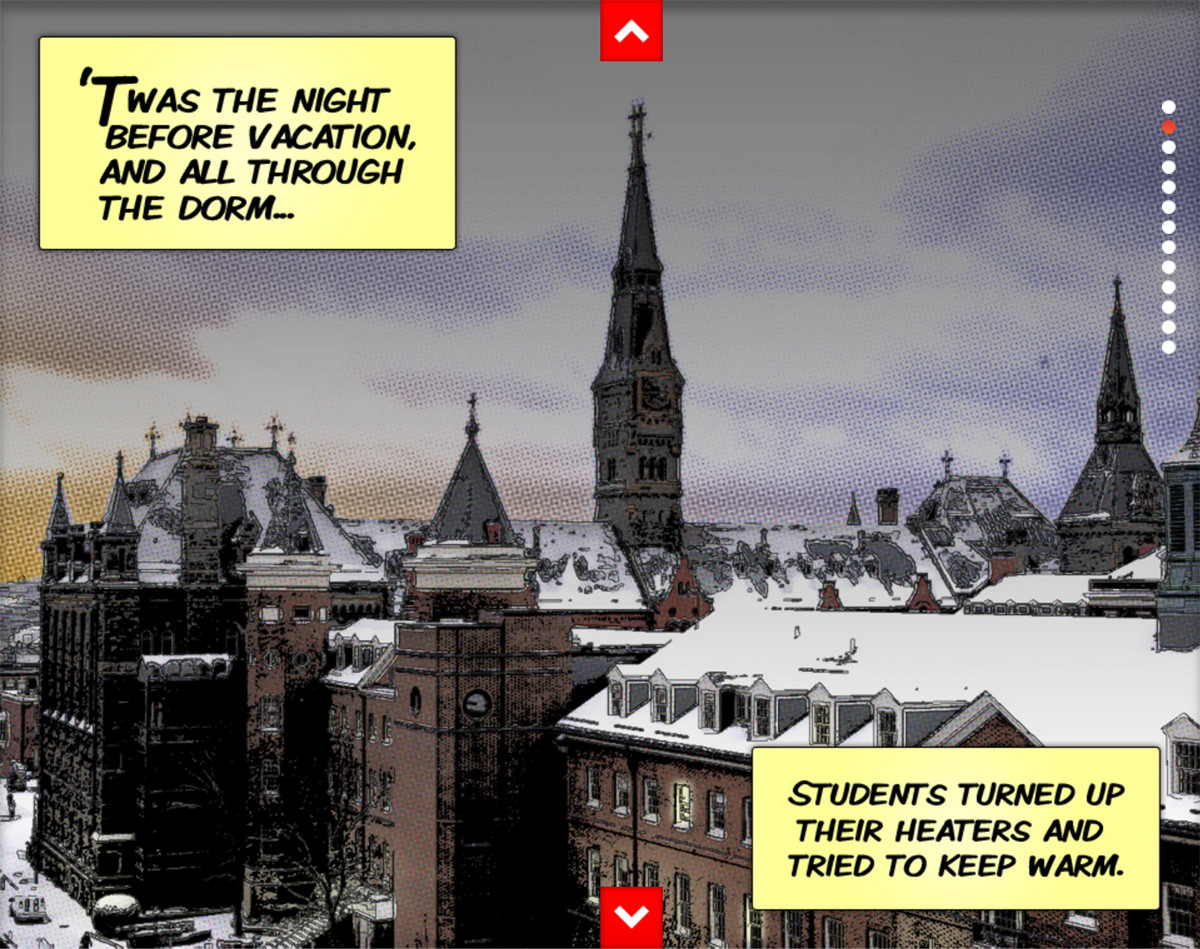 'TWAS THE NIGHT
BEFORE VACATION,
AND ALL THROUGH
THE DORM...
STUDENTS TURNED UP
THEIR HEATERS AND
TRIED TO KEEP WARM.